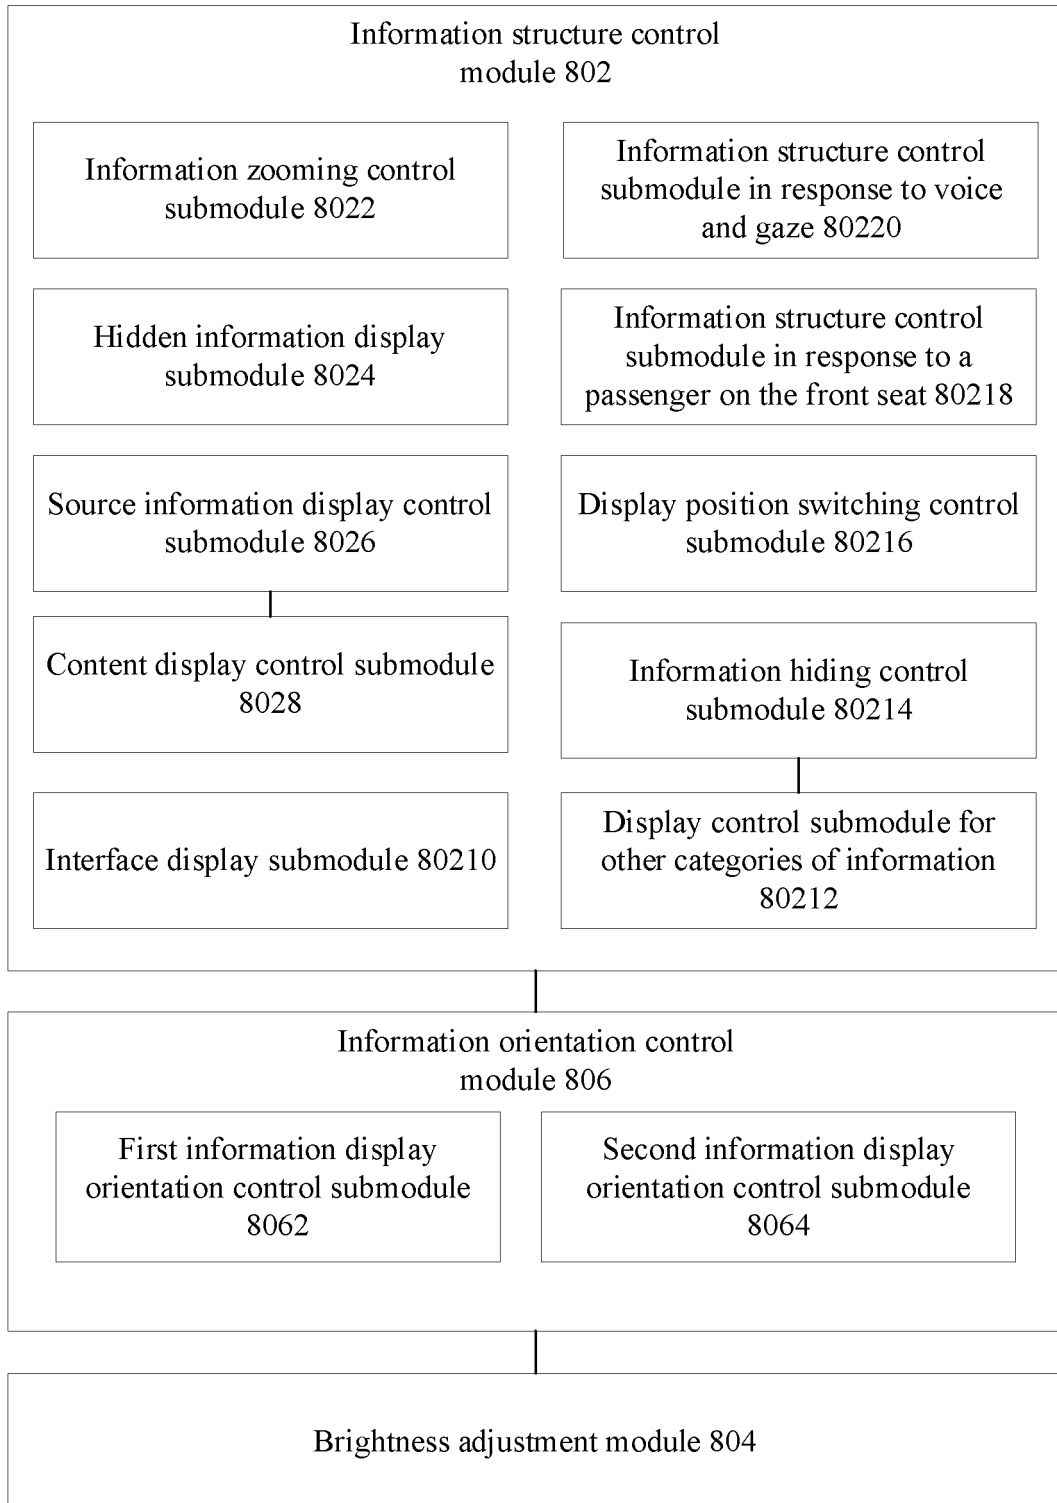 Information structure control
module 802
Information zooming control
submodule 8022
Information structure control
submodule in response to voice
and gaze 80220
Hidden information display
submodule 8024
Information structure control
submodule in response to a
passenger on the front seat 80218
Source information display control
submodule 8026
Display position switching control
submodule 80216
Content display control submodule
8028
Information hiding control
submodule 80214
Interface display submodule 80210
Display control submodule for
other categories of information
80212
Information orientation control
module 806
First information display
orientation control submodule
8062
Second information display
orientation control submodule
8064
Brightness adjustment module 804